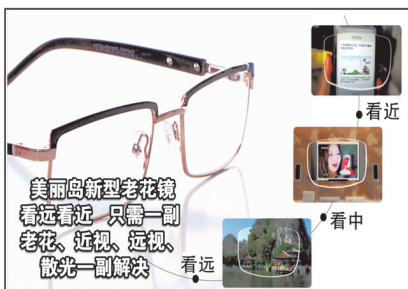 看近
看中
美丽岛新型老花镜
看远看近 只需一副
老花、近视、远视、
散光一副解决
看远